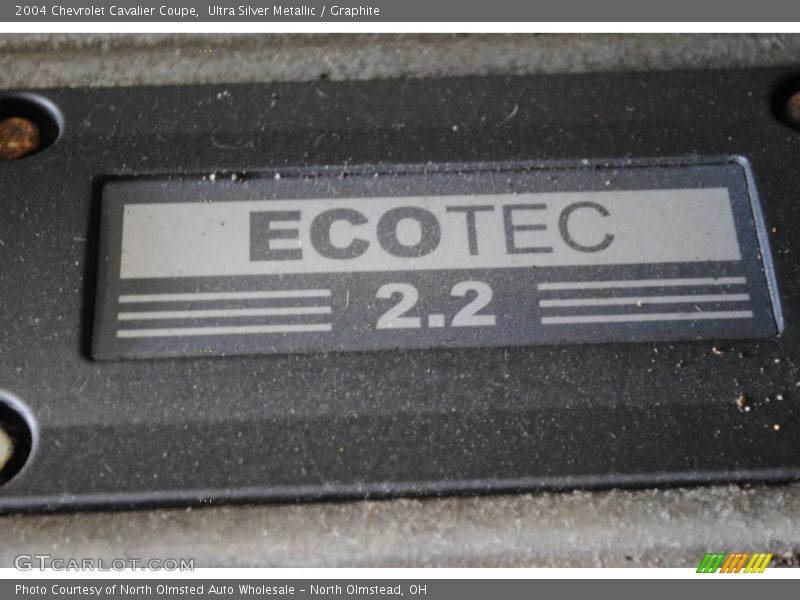 2004 Chevrolet Cavalier Coupe,  Ultra Silver Metallic / Graphite
ECOTEC
2.2
GTCARLOT.COM
Photo Courtesy of North Olmsted Auto Wholesale - North Olmstead, OH